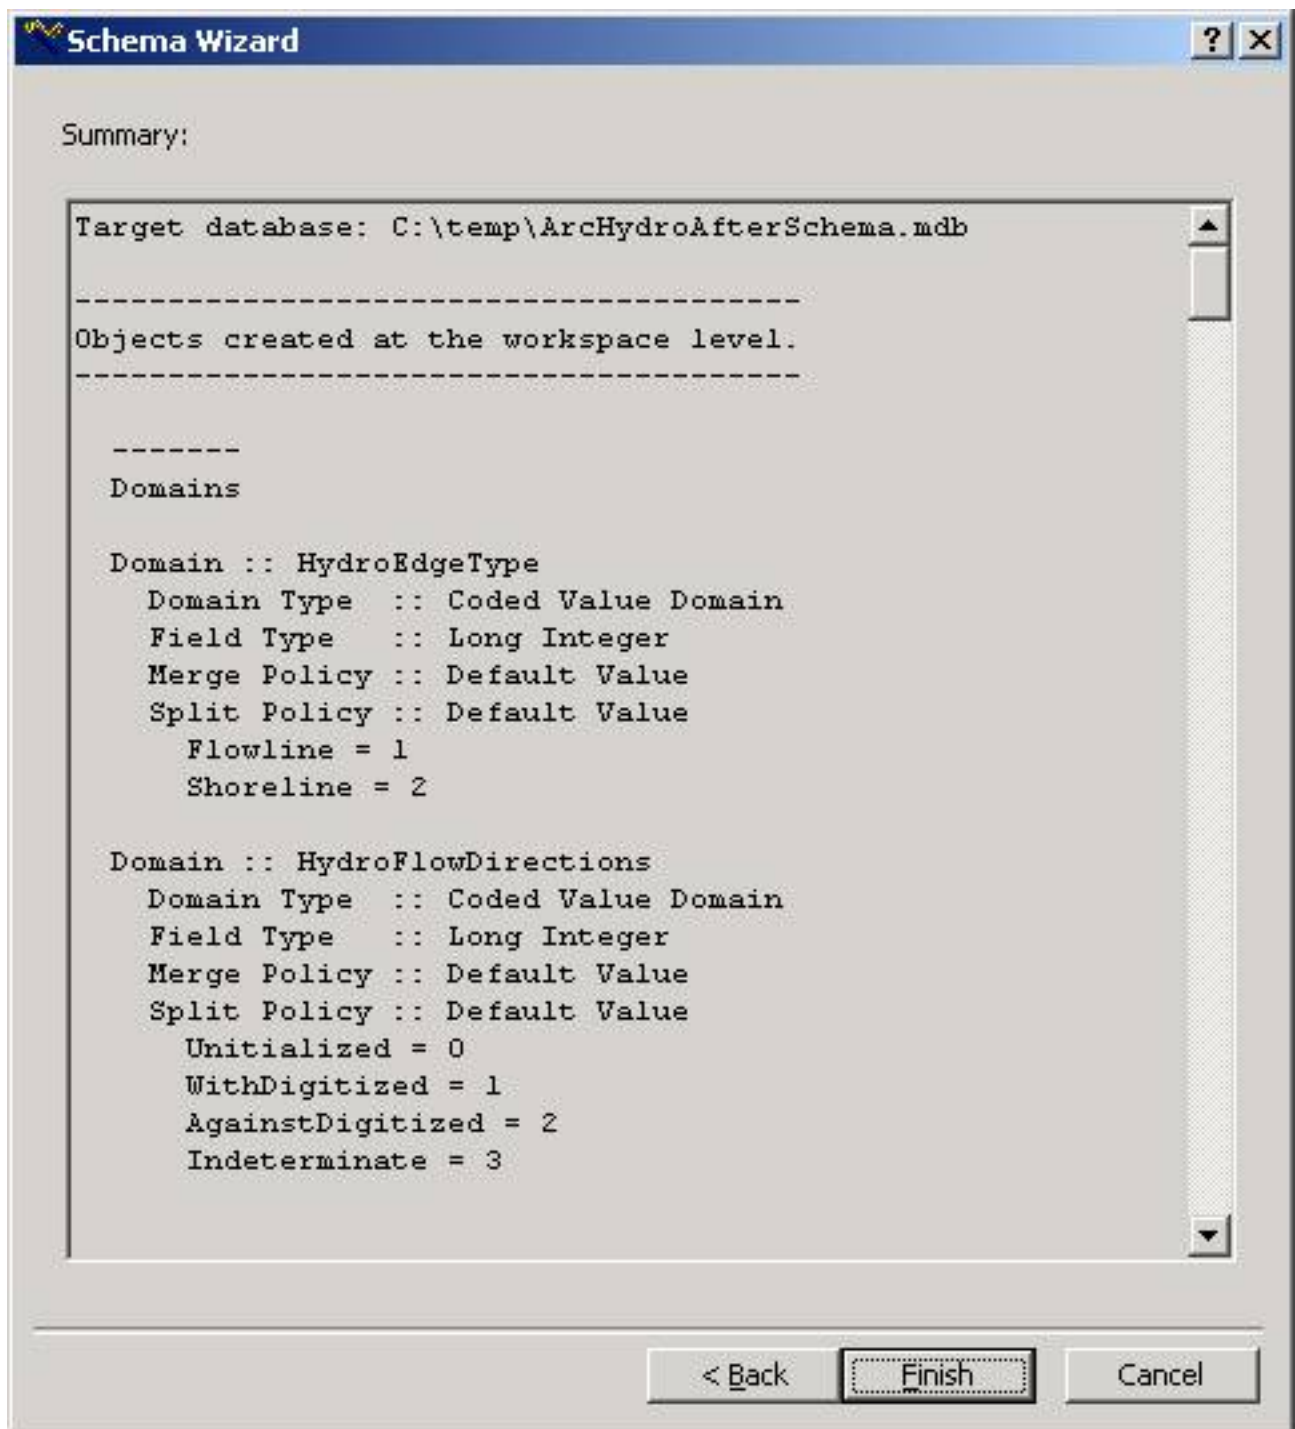 Schema Wizard
Summary:
Target database: C:\temp\ArcHydroAfterSchema.mdb
---------------------------------------
Objects created at the workspace level.
---------------------------------------
-------
Domains
Domain :: HydroEdgeType
Domain Type :: Coded Value Domain
Field Type :: Long Integer
Merge Policy :: Default Value
Split Policy :: Default Value
Flowline = 1
Shoreline = 2
Domain :: HydroFlowDirections
Domain Type :: Coded Value Domain
Field Type :: Long Integer
Merge Policy :: Default Value
Split Policy :: Default Value
Unitialized = 0
WithDigitized = 1
AgainstDigitized = 2
Indeterminate = 3
< Back Finish Cancel